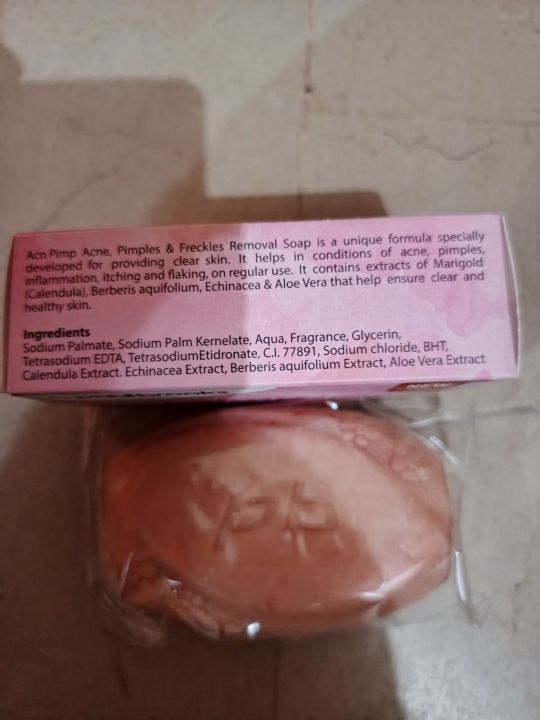 Acn Pimp Acne, Pimples & Freckles Removal Soap is a unique formula specially
developed for providing clear skin. It helps in conditions of acne, pimples,
inflammation, itching and flaking, on regular use. It contains extracts of Marigold
(Calendula), Berberis aquifolium, Echinacea & Aloe Vera that help ensure clear and
healthy skin.
Ingredients
Sodium Palmate, Sodium Palm Kernelate, Aqua, Fragrance, Glycerin,
Tetrasodium EDTA, TetrasodiumEtidronate, C.I. 77891, Sodium chloride, BHT,
Calendula Extract. Echinacea Extract, Berberis aquifolium Extract, Aloe Vera Extract
NEW